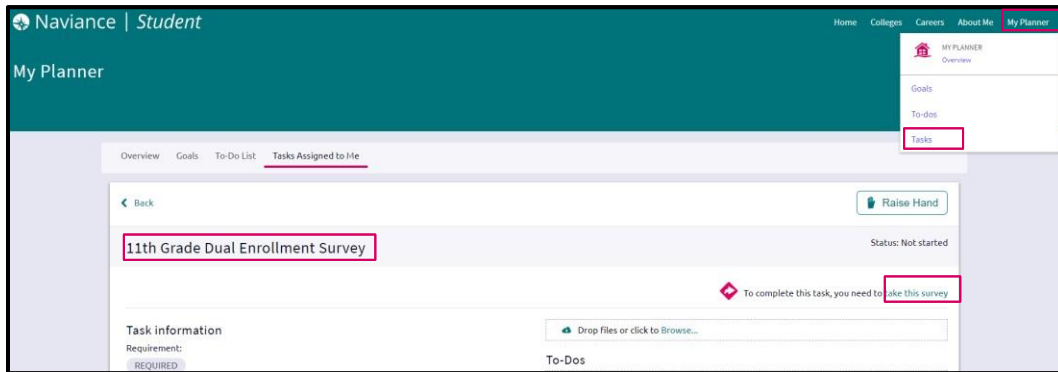 Naviance | Student
Home Colleges Careers About Me My Planner
MY PLANNER
Overview
My Planner
Goals
To-dos
Tasks
Overview Goals To-Do List Tasks Assigned to Me
Back
Raise Hand
11th Grade Dual Enrollment Survey
Status: Not started
To complete this task, you need to take this survey
Task information
Drop files or click to Browse...
Requirement:
REQUIRED
To-Dos